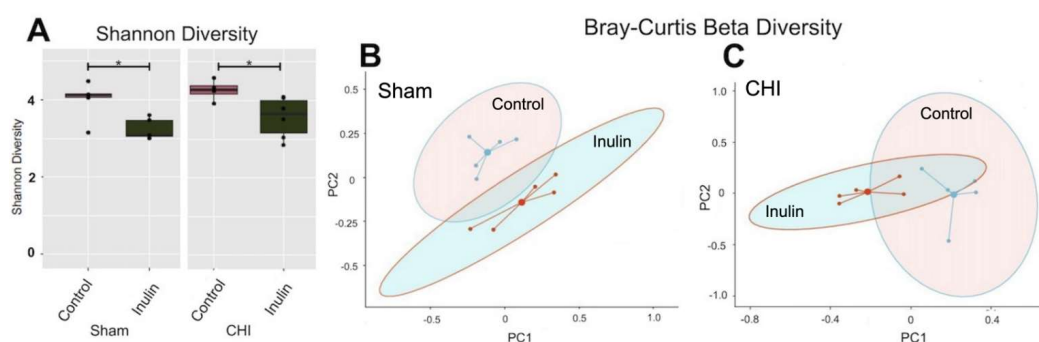 A
Shannon Diversity
*
*
Shannon Diversity
4
2
0
Control
Inulin
Control
Inulin
Sham
CHI
Bray-Curtis Beta Diversity
B
Sham
Control
Inulin
PC2
0.5
0.25
0
-0.25
-0.5
-0.5
0
0.5
1.0
PC1
C
CHI
Control
Inulin
PC2
1.0
0.5
0
-0.5
-1.0
-0.8
-0.4
0
0.4
PC1